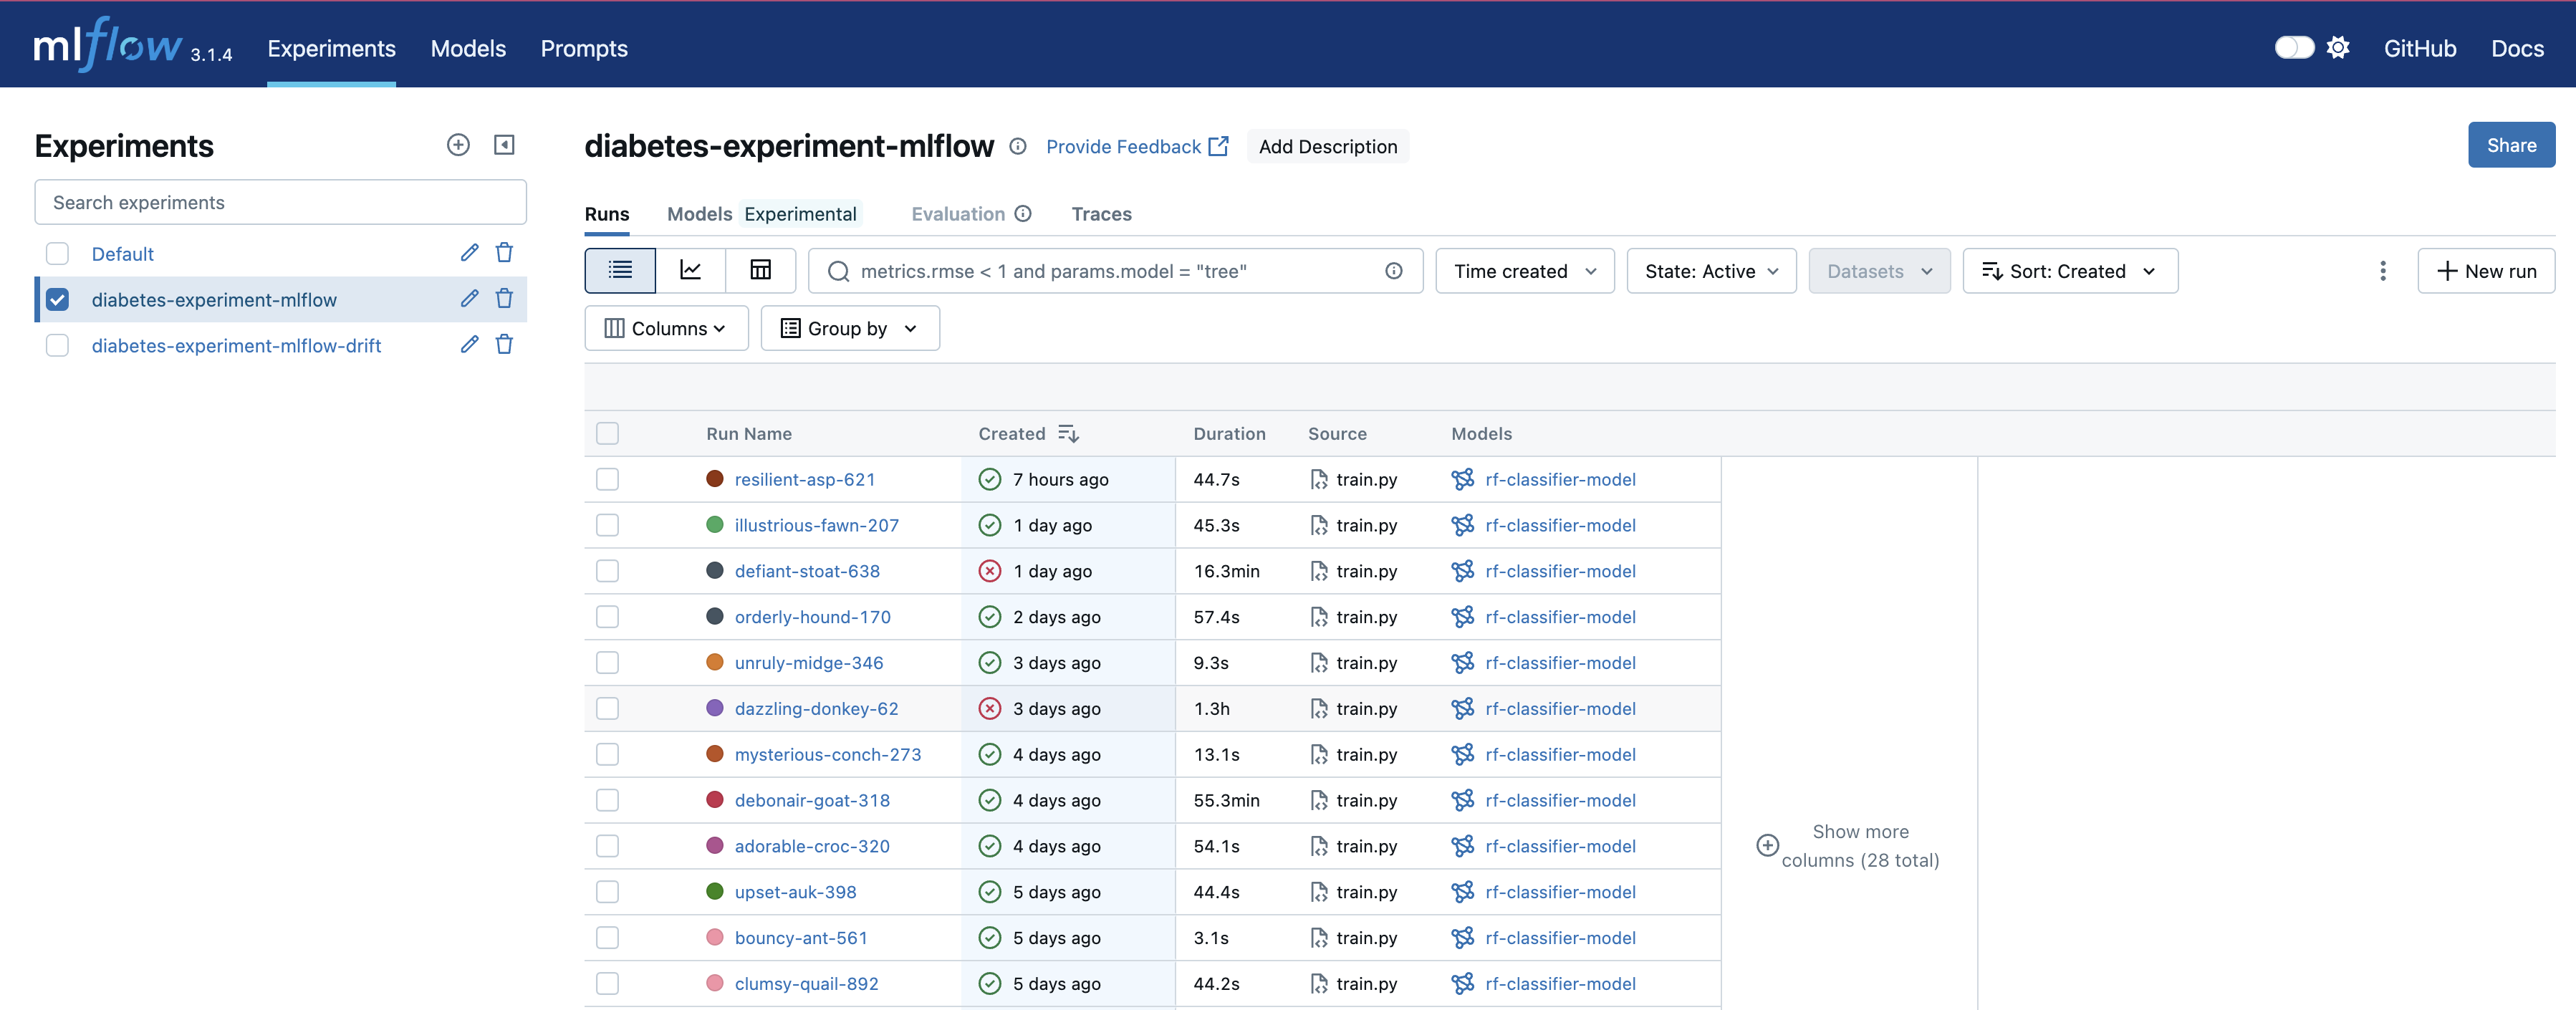 mlflow 3.1.4 Experiments Models Prompts GitHub Docs
Experiments
Search experiments
Default
diabetes-experiment-mlflow
diabetes-experiment-mlflow-drift
diabetes-experiment-mlflow Provide Feedback Add Description Share
Runs Models Experimental Evaluation Traces
metrics.rmse < 1 and params.model = "tree" Time created State: Active Datasets Sort: Created New run
Columns Group by
Run Name Created Duration Source Models
resilient-asp-621 7 hours ago 44.7s train.py rf-classifier-model
illustrious-fawn-207 1 day ago 45.3s train.py rf-classifier-model
defiant-stoat-638 1 day ago 16.3min train.py rf-classifier-model
orderly-hound-170 2 days ago 57.4s train.py rf-classifier-model
unruly-midge-346 3 days ago 9.3s train.py rf-classifier-model
dazzling-donkey-62 3 days ago 1.3h train.py rf-classifier-model
mysterious-conch-273 4 days ago 13.1s train.py rf-classifier-model
debonair-goat-318 4 days ago 55.3min train.py rf-classifier-model
adorable-croc-320 4 days ago 54.1s train.py rf-classifier-model
upset-auk-398 5 days ago 44.4s train.py rf-classifier-model
bouncy-ant-561 5 days ago 3.1s train.py rf-classifier-model
clumsy-quail-892 5 days ago 44.2s train.py rf-classifier-model
Show more
columns (28 total)